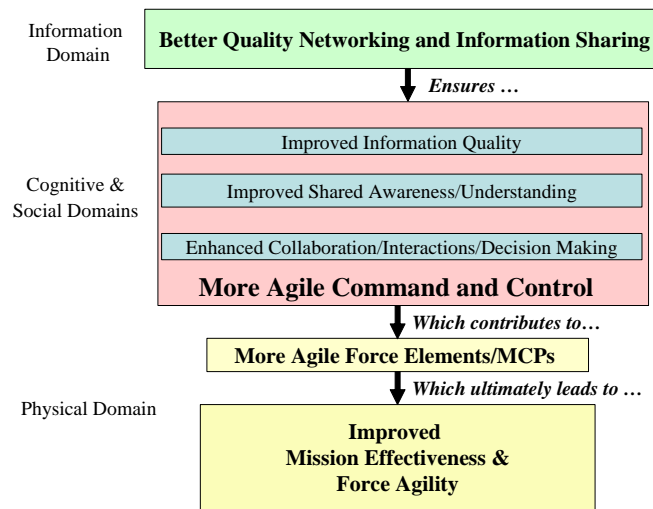 Information
Domain
Better Quality Networking and Information Sharing
Ensures …
Cognitive &
Social Domains
Improved Information Quality
Improved Shared Awareness/Understanding
Enhanced Collaboration/Interactions/Decision Making
More Agile Command and Control
Which contributes to…
More Agile Force Elements/MCPs
Which ultimately leads to …
Physical Domain
Improved
Mission Effectiveness &
Force Agility